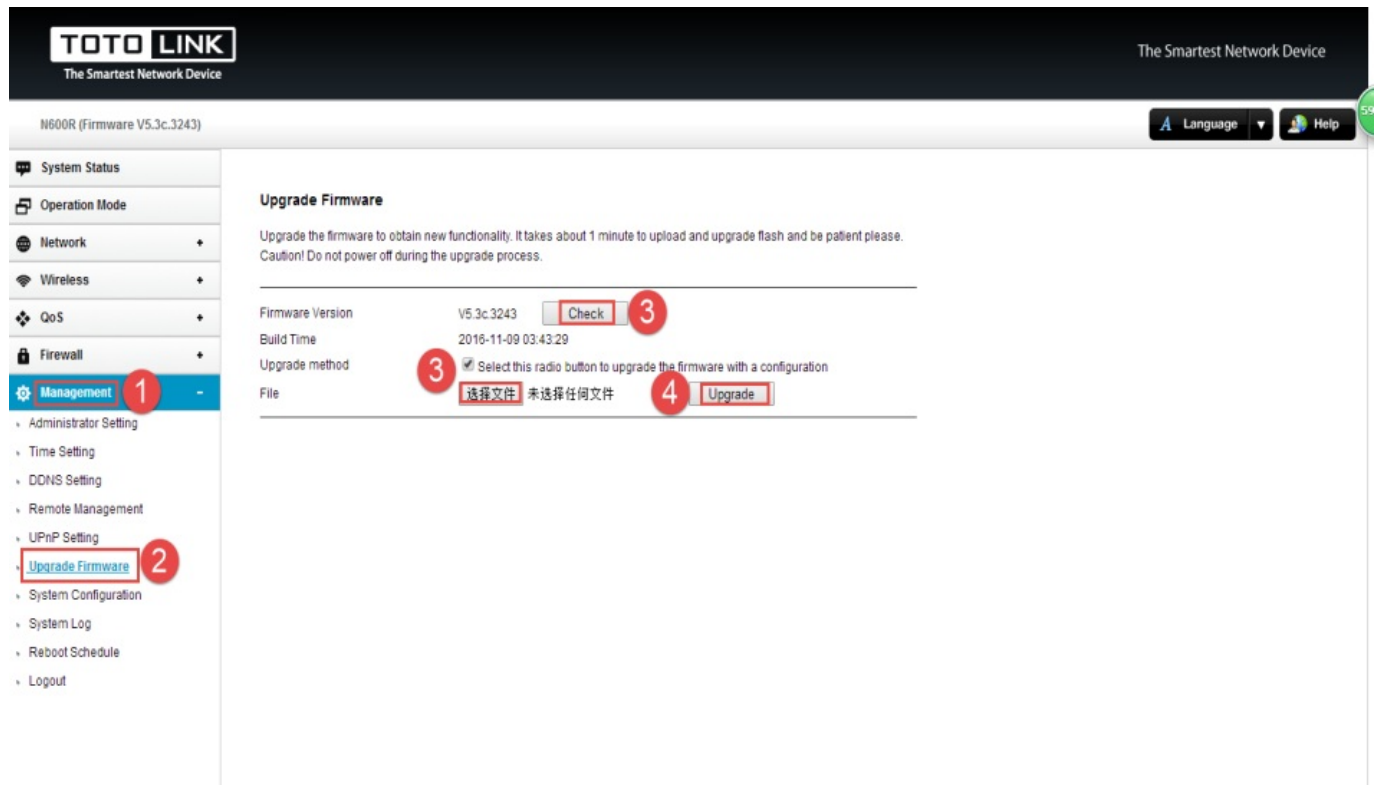 TOTO LINK
The Smartest Network Device
The Smartest Network Device
N600R (Firmware V5.3c.3243)
A Language
Help
59
System Status
Operation Mode
Network +
Wireless +
QoS +
Firewall +
Management 1 -
Administrator Setting
Time Setting
DDNS Setting
Remote Management
UPnP Setting
Upgrade Firmware 2
System Configuration
System Log
Reboot Schedule
Logout
Upgrade Firmware
Upgrade the firmware to obtain new functionality. It takes about 1 minute to upload and upgrade flash and be patient please.
Caution! Do not power off during the upgrade process.
Firmware Version V5.3c.3243 Check 3
Build Time 2016-11-09 03:43:29
Upgrade method 3 Select this radio button to upgrade the firmware with a configuration
File 选择文件 未选择任何文件 4 Upgrade